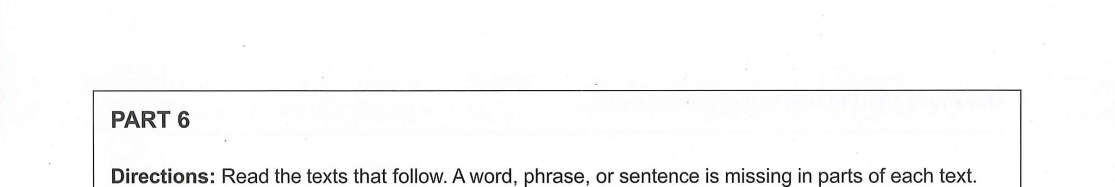 PART 6
Directions: Read the texts that follow. A word, phrase, or sentence is missing in parts of each text.